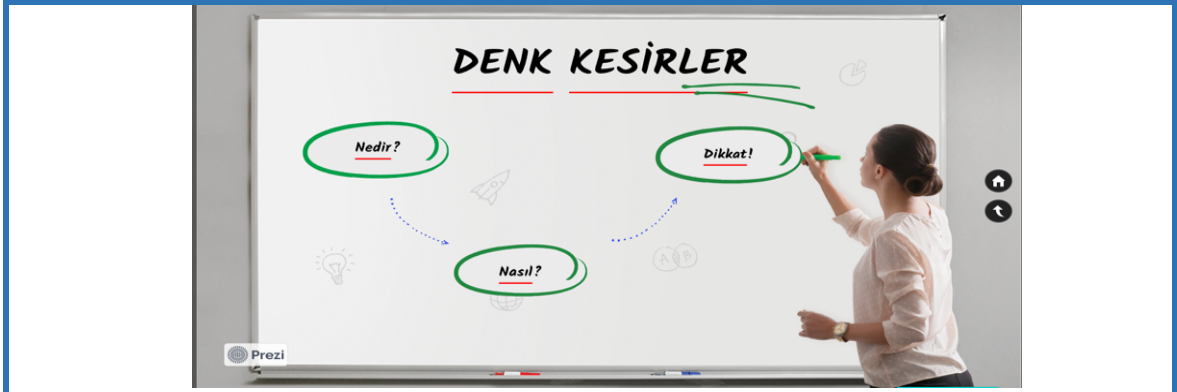 DENK KESİRLER
Nedir?
Dikkat!
Nasıl?
A B
Prezi